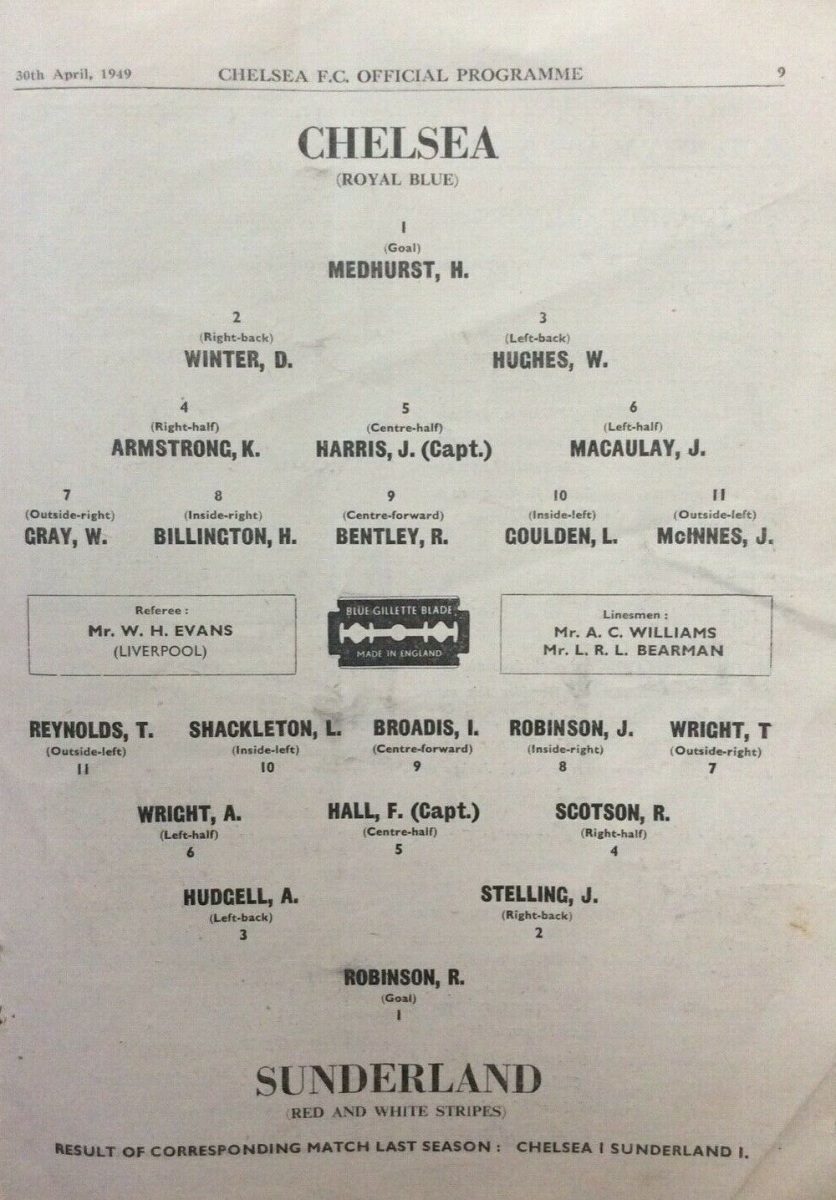 30th April, 1949 CHELSEA F.C. OFFICIAL PROGRAMME 9
CHELSEA
(ROYAL BLUE)
1
(Goal)
MEDHURST, H.
2 3
(Right-back) (Left-back)
WINTER, D. HUGHES, W.
4 5 6
(Right-half) (Centre-half) (Left-half)
ARMSTRONG, K. HARRIS, J. (Capt.) MACAULAY, J.
7 8 9 10 11
(Outside-right) (Inside-right) (Centre-forward) (Inside-left) (Outside-left)
GRAY, W. BILLINGTON, H. BENTLEY, R. GOULDEN, L. McINNES, J.
Referee :
Mr. W. H. EVANS
(LIVERPOOL)
BLUE GILLETTE BLADE
MADE IN ENGLAND
Linesmen :
Mr. A. C. WILLIAMS
Mr. L. R. L. BEARMAN
REYNOLDS, T. SHACKLETON, L. BROADIS, I. ROBINSON, J. WRIGHT, T
(Outside-left) (Inside-left) (Centre-forward) (Inside-right) (Outside-right)
11 10 9 8 7
WRIGHT, A. HALL, F. (Capt.) SCOTSON, R.
(Left-half) (Centre-half) (Right-half)
6 5 4
HUDGELL, A. STELLING, J.
(Left-back) (Right-back)
3 2
ROBINSON, R.
(Goal)
1
SUNDERLAND
(RED AND WHITE STRIPES)
RESULT OF CORRESPONDING MATCH LAST SEASON : CHELSEA 1 SUNDERLAND 1.